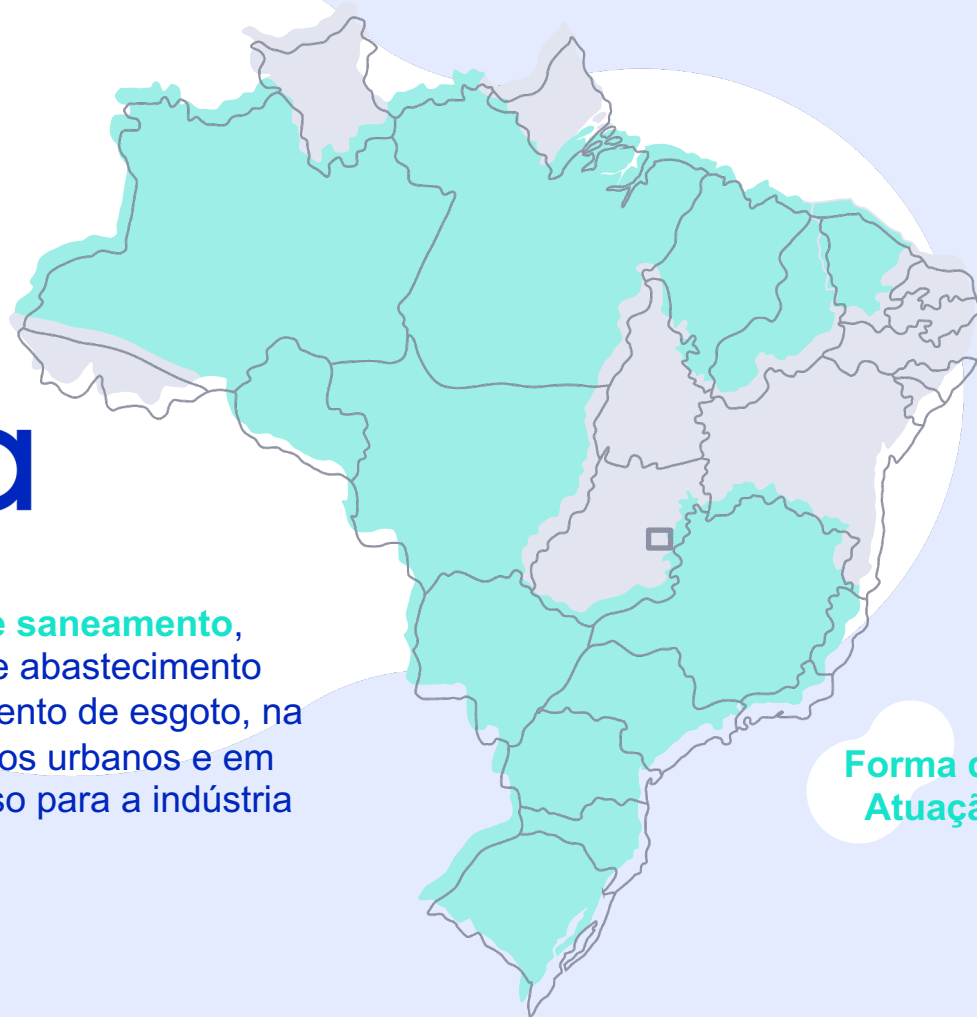 a
e saneamento,
e abastecimento
ento de esgoto, na
os urbanos e em
so para a indústria
Forma d
Atuaçã